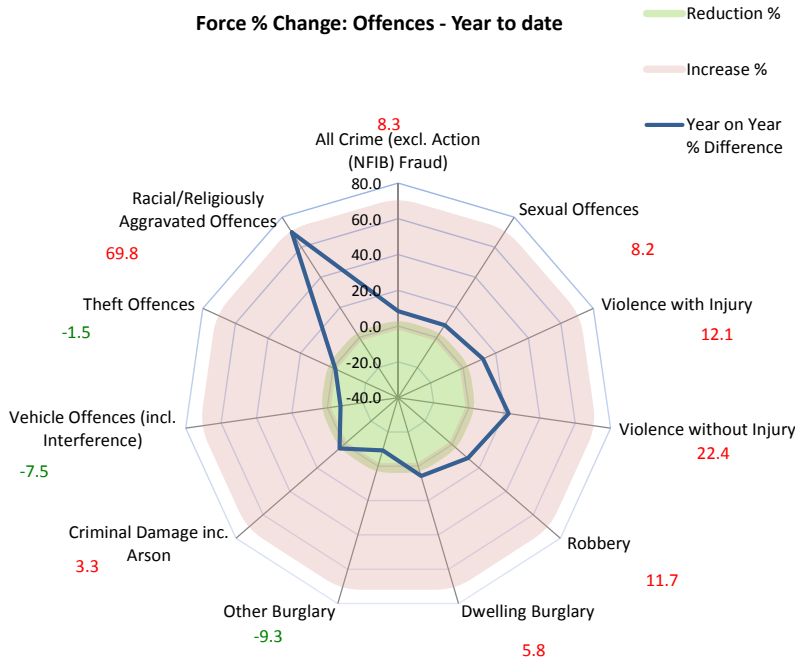 Force % Change: Offences - Year to date
Reduction %
Increase %
Year on Year
% Difference
8.3
All Crime (excl. Action
(NFIB) Fraud)
Sexual Offences
8.2
Violence with Injury
12.1
Violence without Injury
22.4
Robbery
11.7
Dwelling Burglary
5.8
Other Burglary
-9.3
Criminal Damage inc.
Arson
3.3
Vehicle Offences (incl.
Interference)
-7.5
Theft Offences
-1.5
Racial/Religiously
Aggravated Offences
69.8
80.0
60.0
40.0
20.0
0.0
-20.0
-40.0